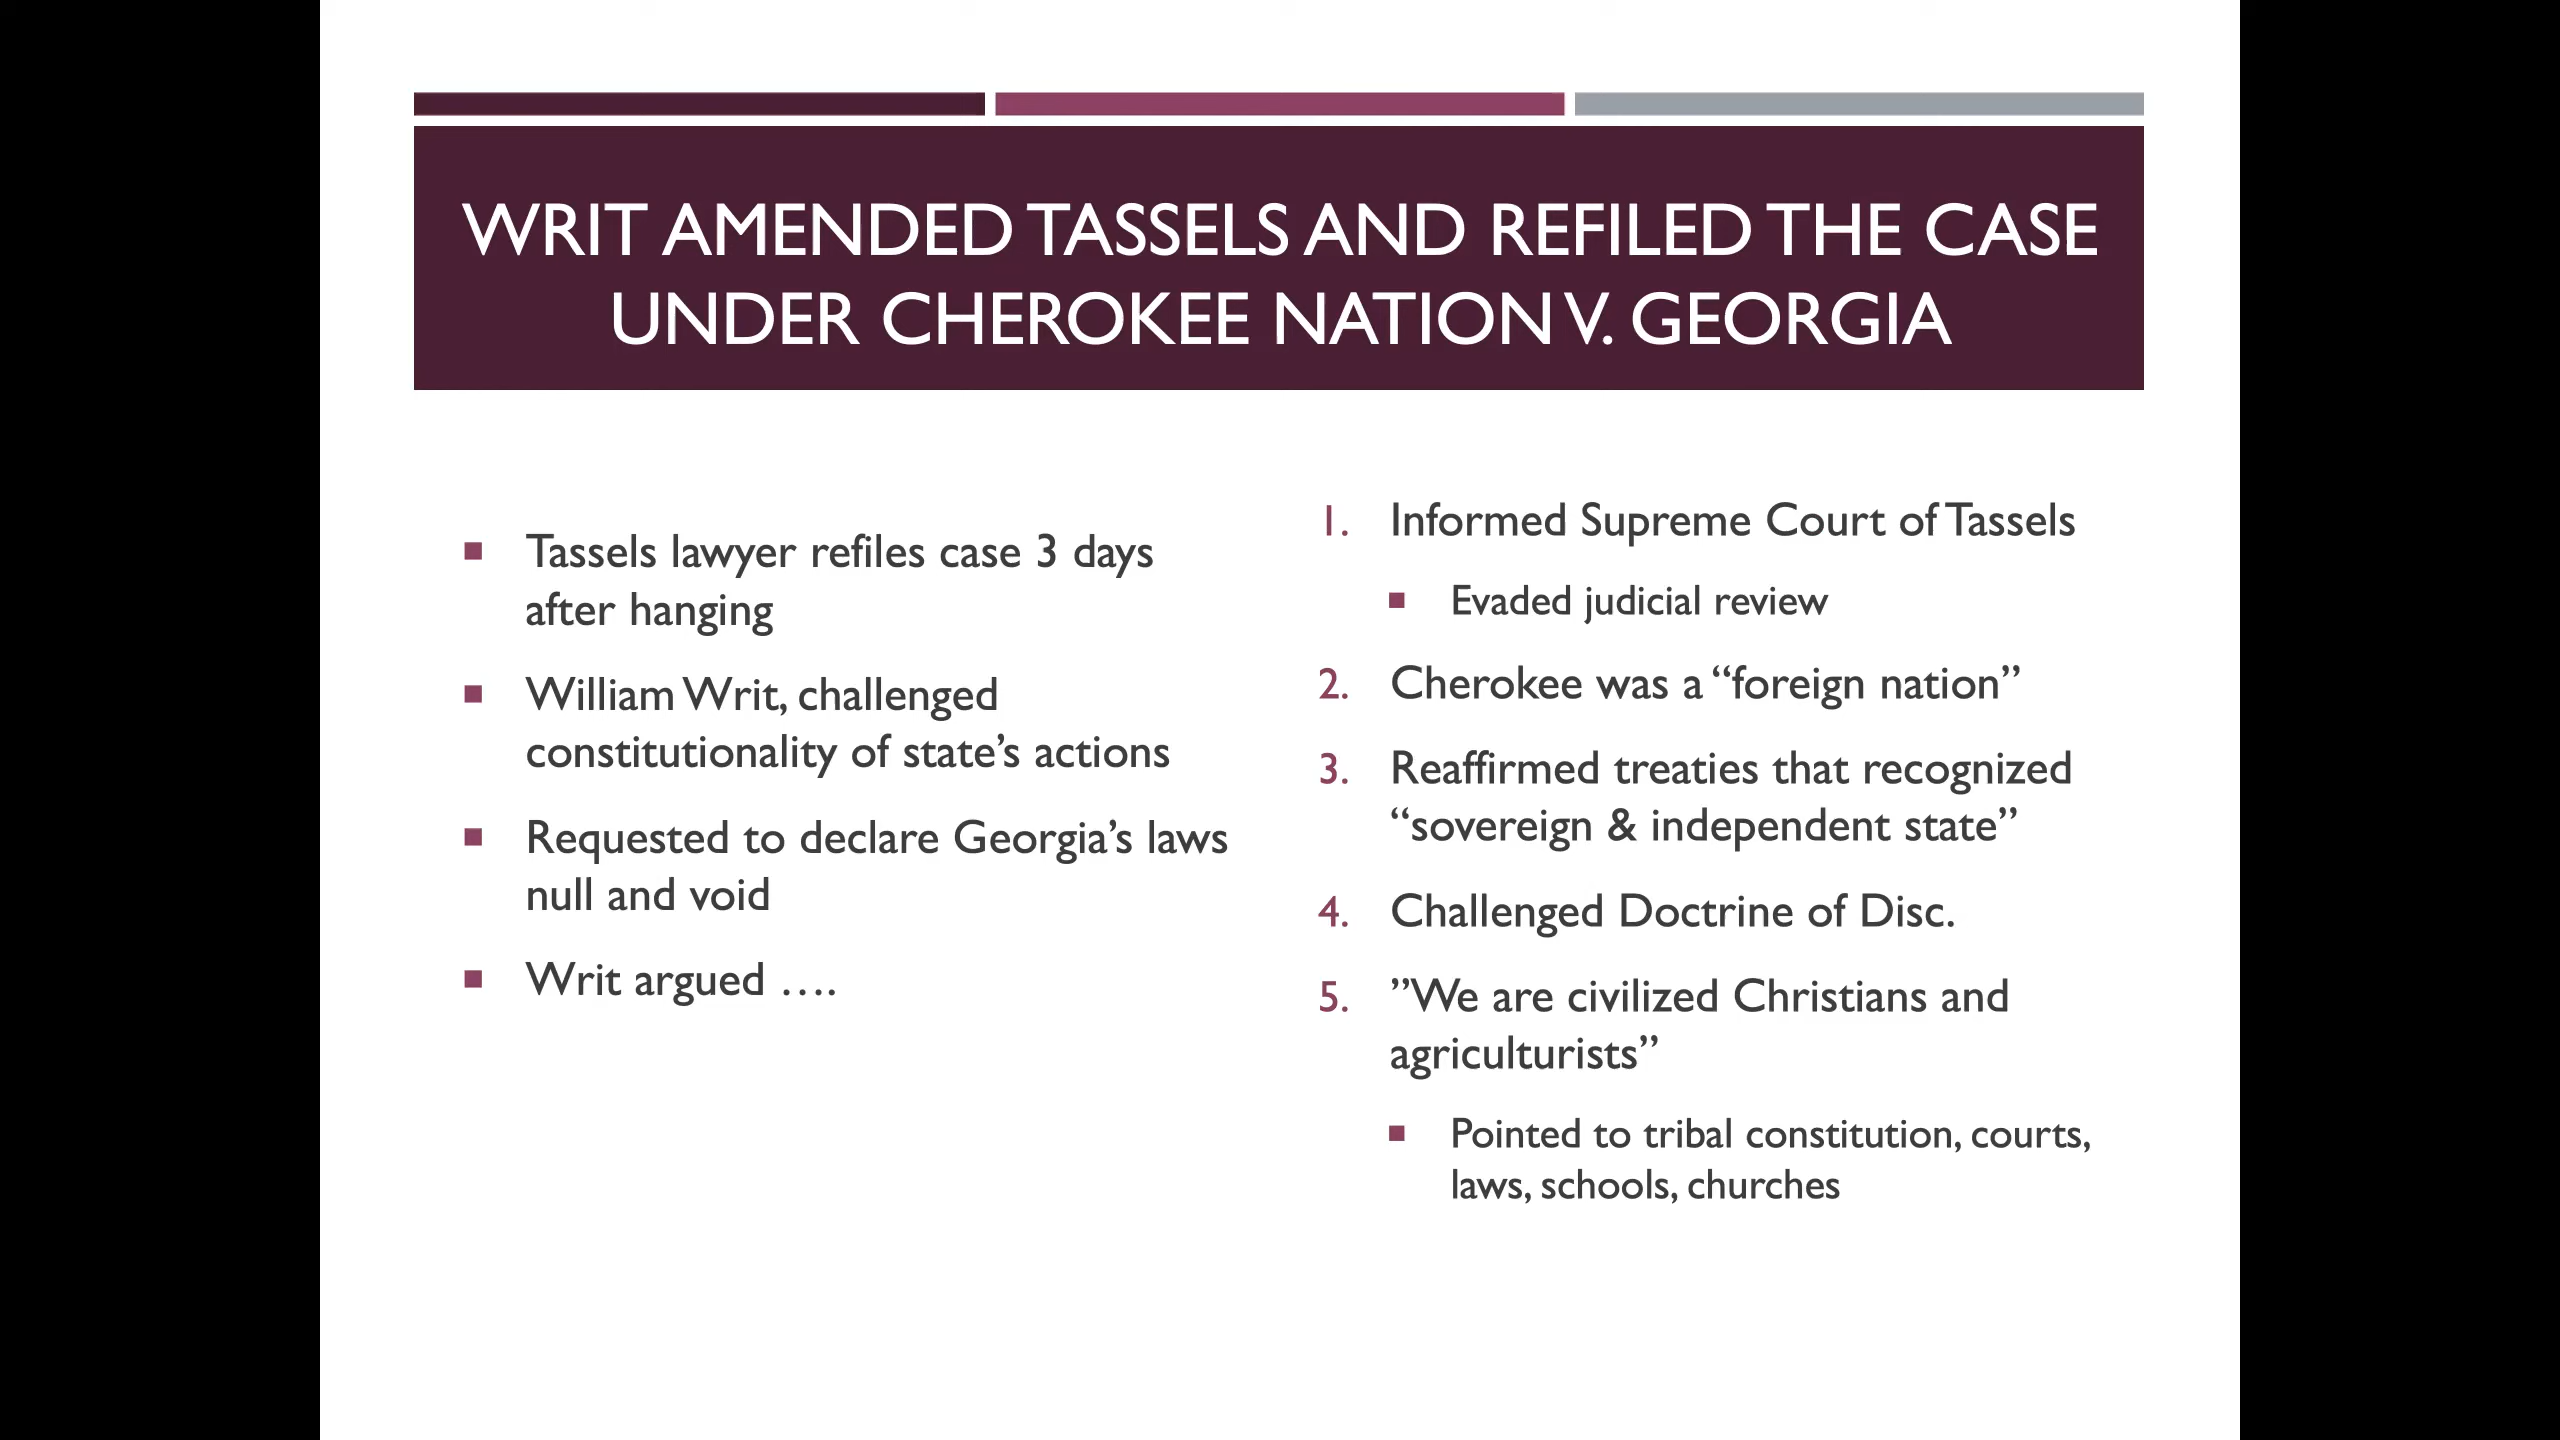 WRIT AMENDED TASSELS AND REFILED THE CASE
UNDER CHEROKEE NATION V. GEORGIA
■ Tassels lawyer refiles case 3 days
after hanging
■ William Writ, challenged
constitutionality of state’s actions
■ Requested to declare Georgia’s laws
null and void
■ Writ argued ….
1. Informed Supreme Court of Tassels
■ Evaded judicial review
2. Cherokee was a “foreign nation”
3. Reaffirmed treaties that recognized
“sovereign & independent state”
4. Challenged Doctrine of Disc.
5. ”We are civilized Christians and
agriculturists”
■ Pointed to tribal constitution, courts,
laws, schools, churches